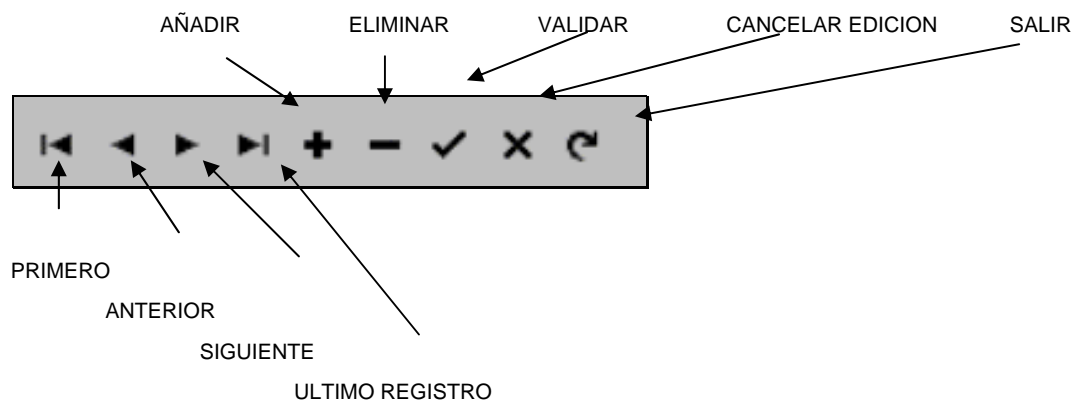 AÑADIR ELIMINAR VALIDAR CANCELAR EDICION SALIR
PRIMERO
ANTERIOR
SIGUIENTE
ULTIMO REGISTRO